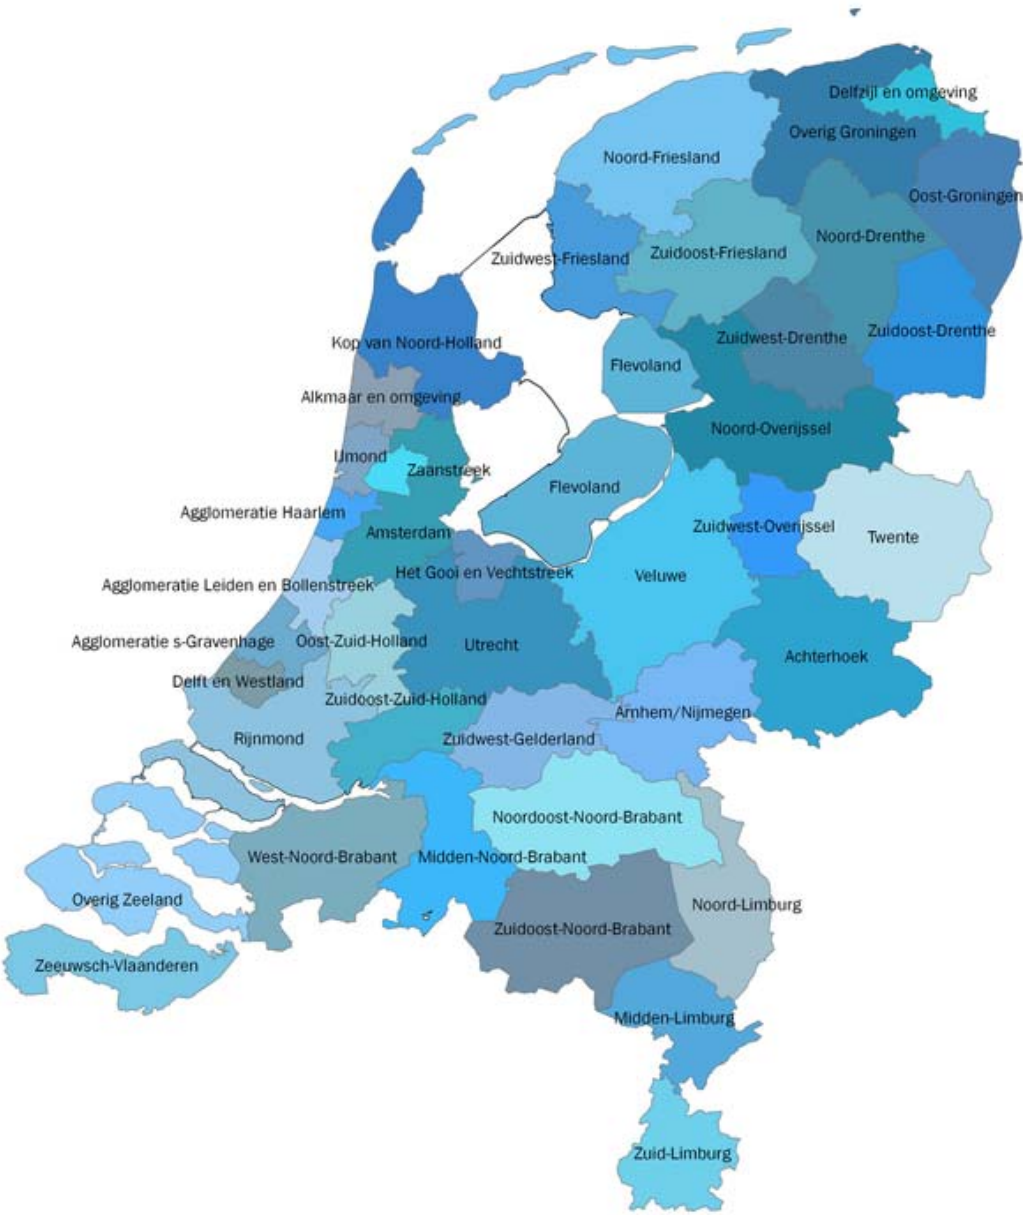 Delfzijl en omgeving
Overig Groningen
Noord-Friesland
Oost-Groningen
Noord-Drenthe
Zuidoost-Friesland
Zuidwest-Friesland
Zuidoost-Drenthe
Zuidwest-Drenthe
Kop van Noord-Holland
Flevoland
Alkmaar en omgeving
Noord-Overijssel
IJmond
Zaanstreek
Flevoland
Agglomeratie Haarlem
Zuidwest-Overijssel
Amsterdam
Twente
Het Gooi en Vechtstreek
Veluwe
Agglomeratie Leiden en Bollenstreek
Agglomeratie s-Gravenhage
Oost-Zuid-Holland
Utrecht
Achterhoek
Delft en Westland
Zuidoost-Zuid-Holland
Arnhem/Nijmegen
Rijnmond
Zuidwest-Gelderland
Noordoost-Noord-Brabant
West-Noord-Brabant
Midden-Noord-Brabant
Overig Zeeland
Noord-Limburg
Zuidoost-Noord-Brabant
Zeeuwsch-Vlaanderen
Midden-Limburg
Zuid-Limburg